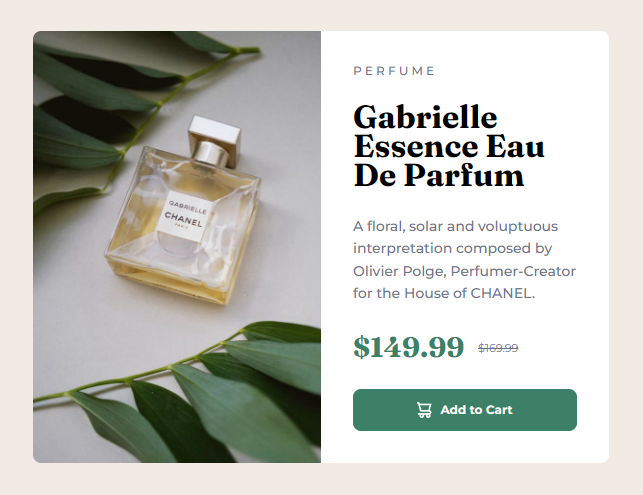 GABRIELLE
CHANEL
PARIS
PERFUME
Gabrielle
Essence Eau
De Parfum
A floral, solar and voluptuous
interpretation composed by
Olivier Polge, Perfumer-Creator
for the House of CHANEL.
$149.99 $169.99
Add to Cart